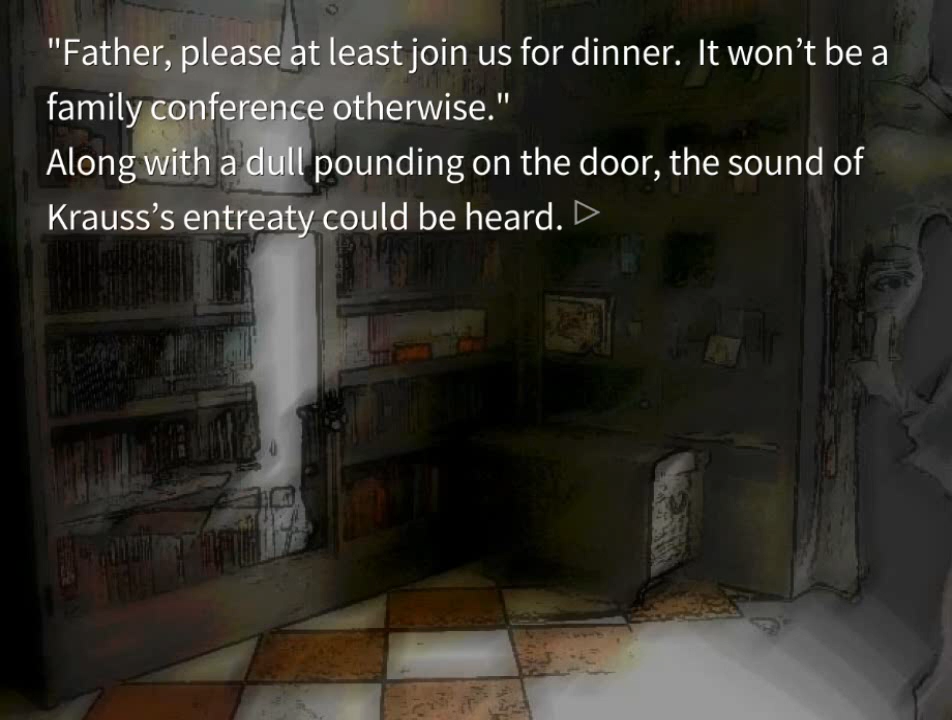 "Father, please at least join us for dinner.  It won’t be a
family conference otherwise."
Along with a dull pounding on the door, the sound of
Krauss’s entreaty could be heard.